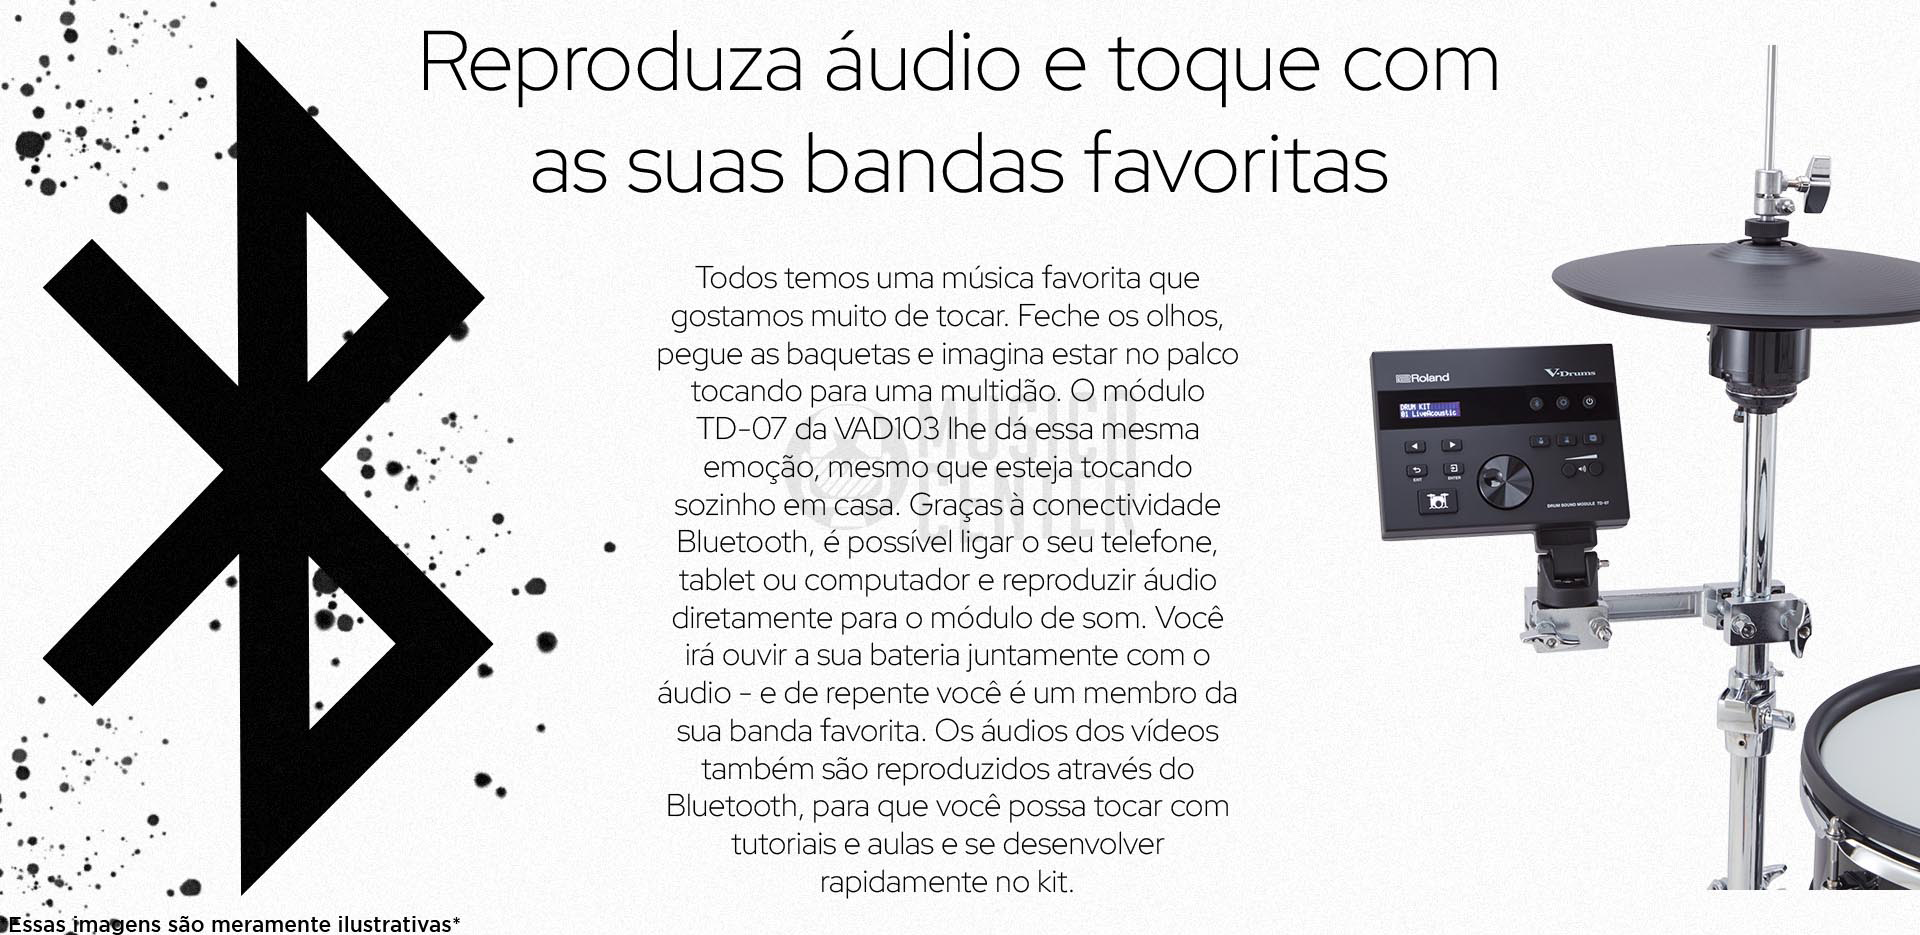 Reproduza áudio e toque com
as suas bandas favoritas
Todos temos uma música favorita que
gostamos muito de tocar. Feche os olhos,
pegue as baquetas e imagina estar no palco
tocando para uma multidão. O módulo
TD-07 da VAD103 lhe dá essa mesma
emoção, mesmo que esteja tocando
sozinho em casa. Graças à conectividade
Bluetooth, é possível ligar o seu telefone,
tablet ou computador e reproduzir áudio
diretamente para o módulo de som. Você
irá ouvir a sua bateria juntamente com o
áudio - e de repente você é um membro da
sua banda favorita. Os áudios dos vídeos
também são reproduzidos através do
Bluetooth, para que você possa tocar com
tutoriais e aulas e se desenvolver
rapidamente no kit.
MUSICO
CENTER
Roland
V-Drums
DRUM KIT
01 LiveAcoustic
EXIT
ENTER
DRUM SOUND MODULE TD-07
*Essas imagens são meramente ilustrativas*